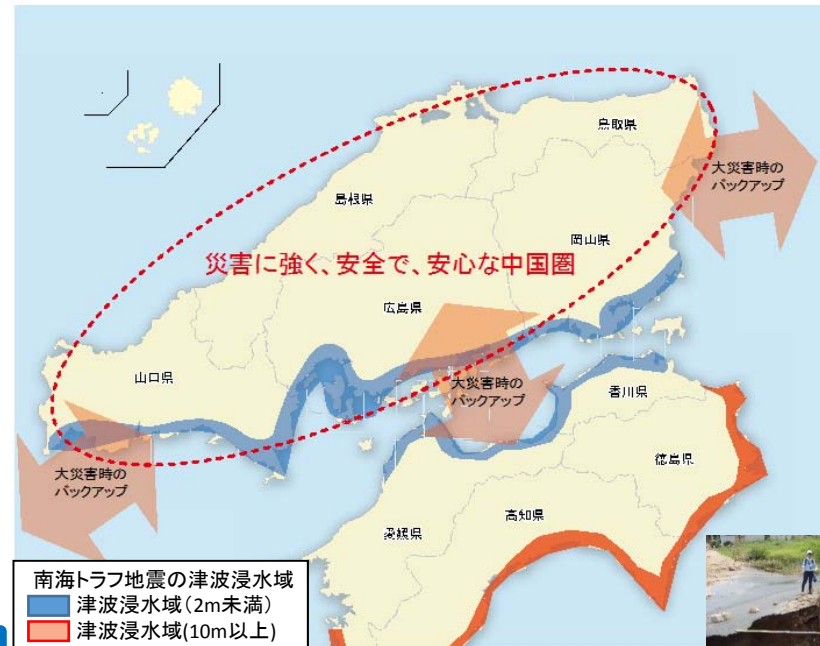 鳥取県
大災害時の
バックアップ
島根県
岡山県
災害に強く、安全で、安心な中国圏
広島県
山口県
大災害時の
バックアップ
香川県
大災害時の
バックアップ
徳島県
高知県
愛媛県
南海トラフ地震の津波浸水域
津波浸水域(2m未満)
津波浸水域(10m以上)